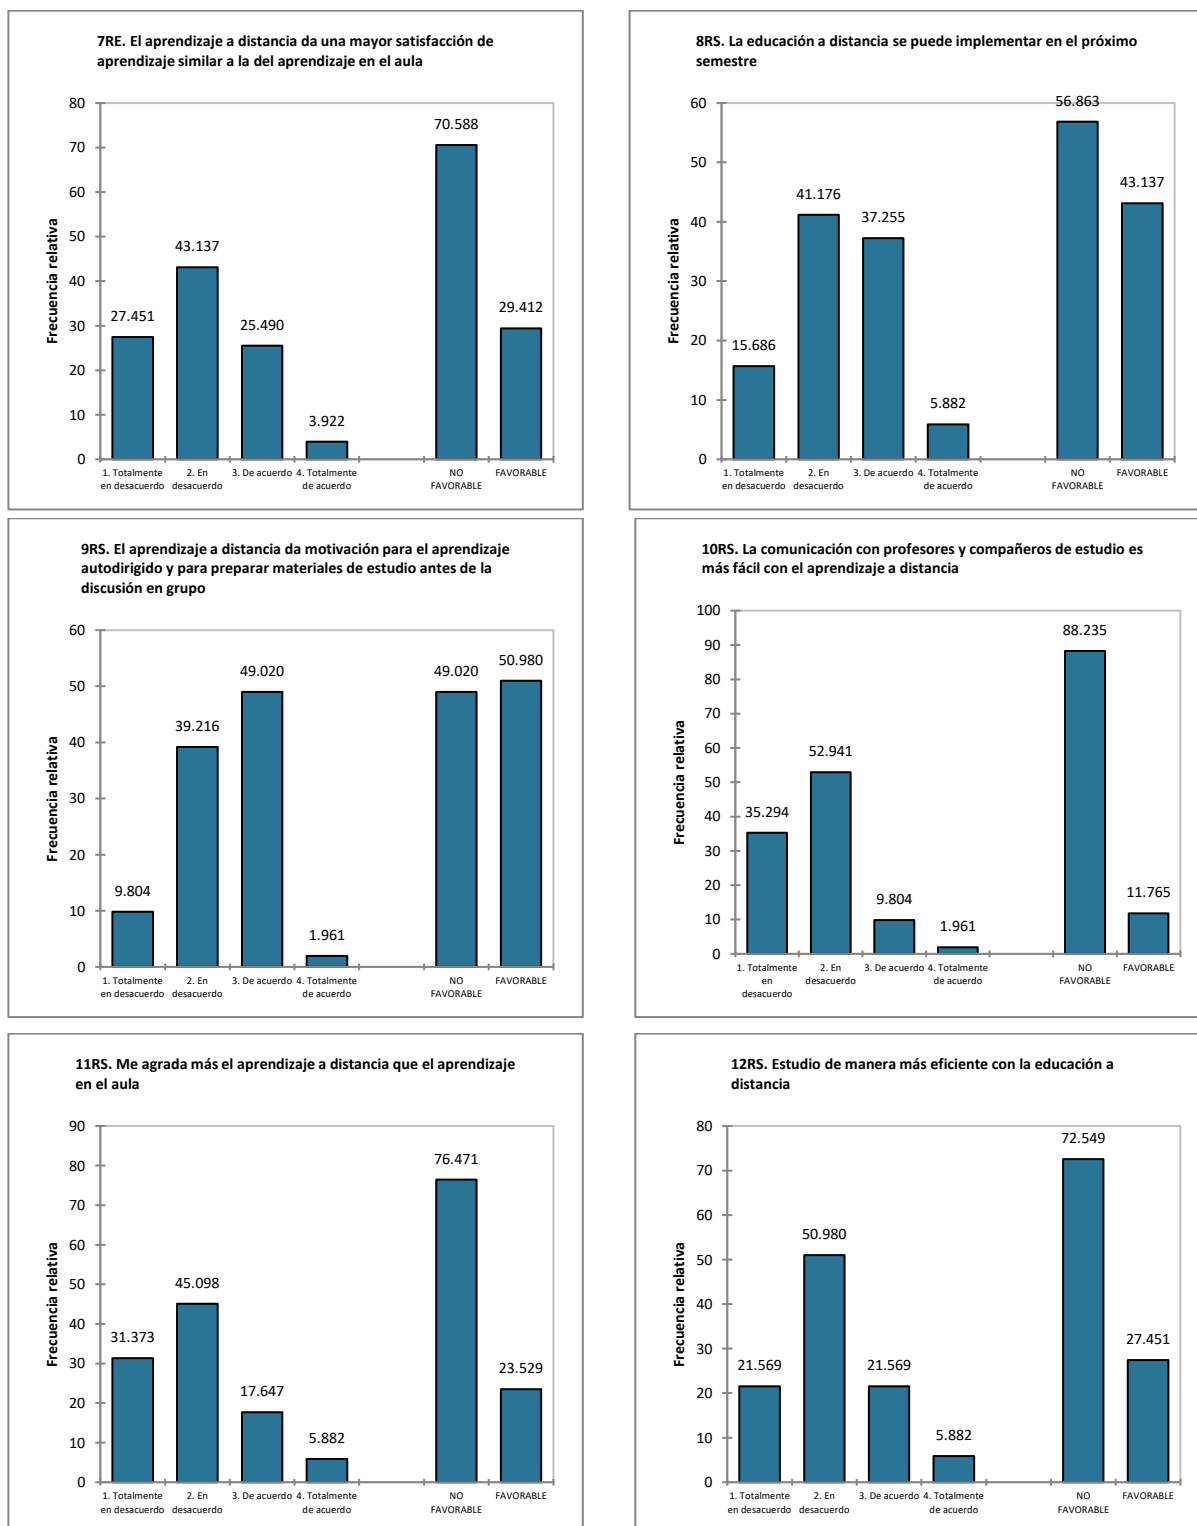 7RE. El aprendizaje a distancia da una mayor satisfacción de
aprendizaje similar a la del aprendizaje en el aula
Frecuencia relativa
80
70
60
50
40
30
20
10
0
27.451
43.137
25.490
3.922
70.588
29.412
1. Totalmente
en desacuerdo
2. En
desacuerdo
3. De acuerdo
4. Totalmente
de acuerdo
NO
FAVORABLE
FAVORABLE
8RS. La educación a distancia se puede implementar en el próximo
semestre
Frecuencia relativa
60
50
40
30
20
10
0
15.686
41.176
37.255
5.882
56.863
43.137
1. Totalmente
en desacuerdo
2. En
desacuerdo
3. De acuerdo
4. Totalmente
de acuerdo
NO
FAVORABLE
FAVORABLE
9RS. El aprendizaje a distancia da motivación para el aprendizaje
autodirigido y para preparar materiales de estudio antes de la
discusión en grupo
Frecuencia relativa
60
50
40
30
20
10
0
9.804
39.216
49.020
1.961
49.020
50.980
1. Totalmente
en desacuerdo
2. En
desacuerdo
3. De acuerdo
4. Totalmente
de acuerdo
NO
FAVORABLE
FAVORABLE
10RS. La comunicación con profesores y compañeros de estudio es
más fácil con el aprendizaje a distancia
Frecuencia relativa
100
90
80
70
60
50
40
30
20
10
0
35.294
52.941
9.804
1.961
88.235
11.765
1. Totalmente
en
desacuerdo
2. En
desacuerdo
3. De acuerdo
4. Totalmente
de acuerdo
NO
FAVORABLE
FAVORABLE
11RS. Me agrada más el aprendizaje a distancia que el aprendizaje
en el aula
Frecuencia relativa
90
80
70
60
50
40
30
20
10
0
31.373
45.098
17.647
5.882
76.471
23.529
1. Totalmente
en desacuerdo
2. En
desacuerdo
3. De acuerdo
4. Totalmente
de acuerdo
NO
FAVORABLE
FAVORABLE
12RS. Estudio de manera más eficiente con la educación a
distancia
Frecuencia relativa
80
70
60
50
40
30
20
10
0
21.569
50.980
21.569
5.882
72.549
27.451
1. Totalmente
en desacuerdo
2. En
desacuerdo
3. De acuerdo
4. Totalmente
de acuerdo
NO
FAVORABLE
FAVORABLE